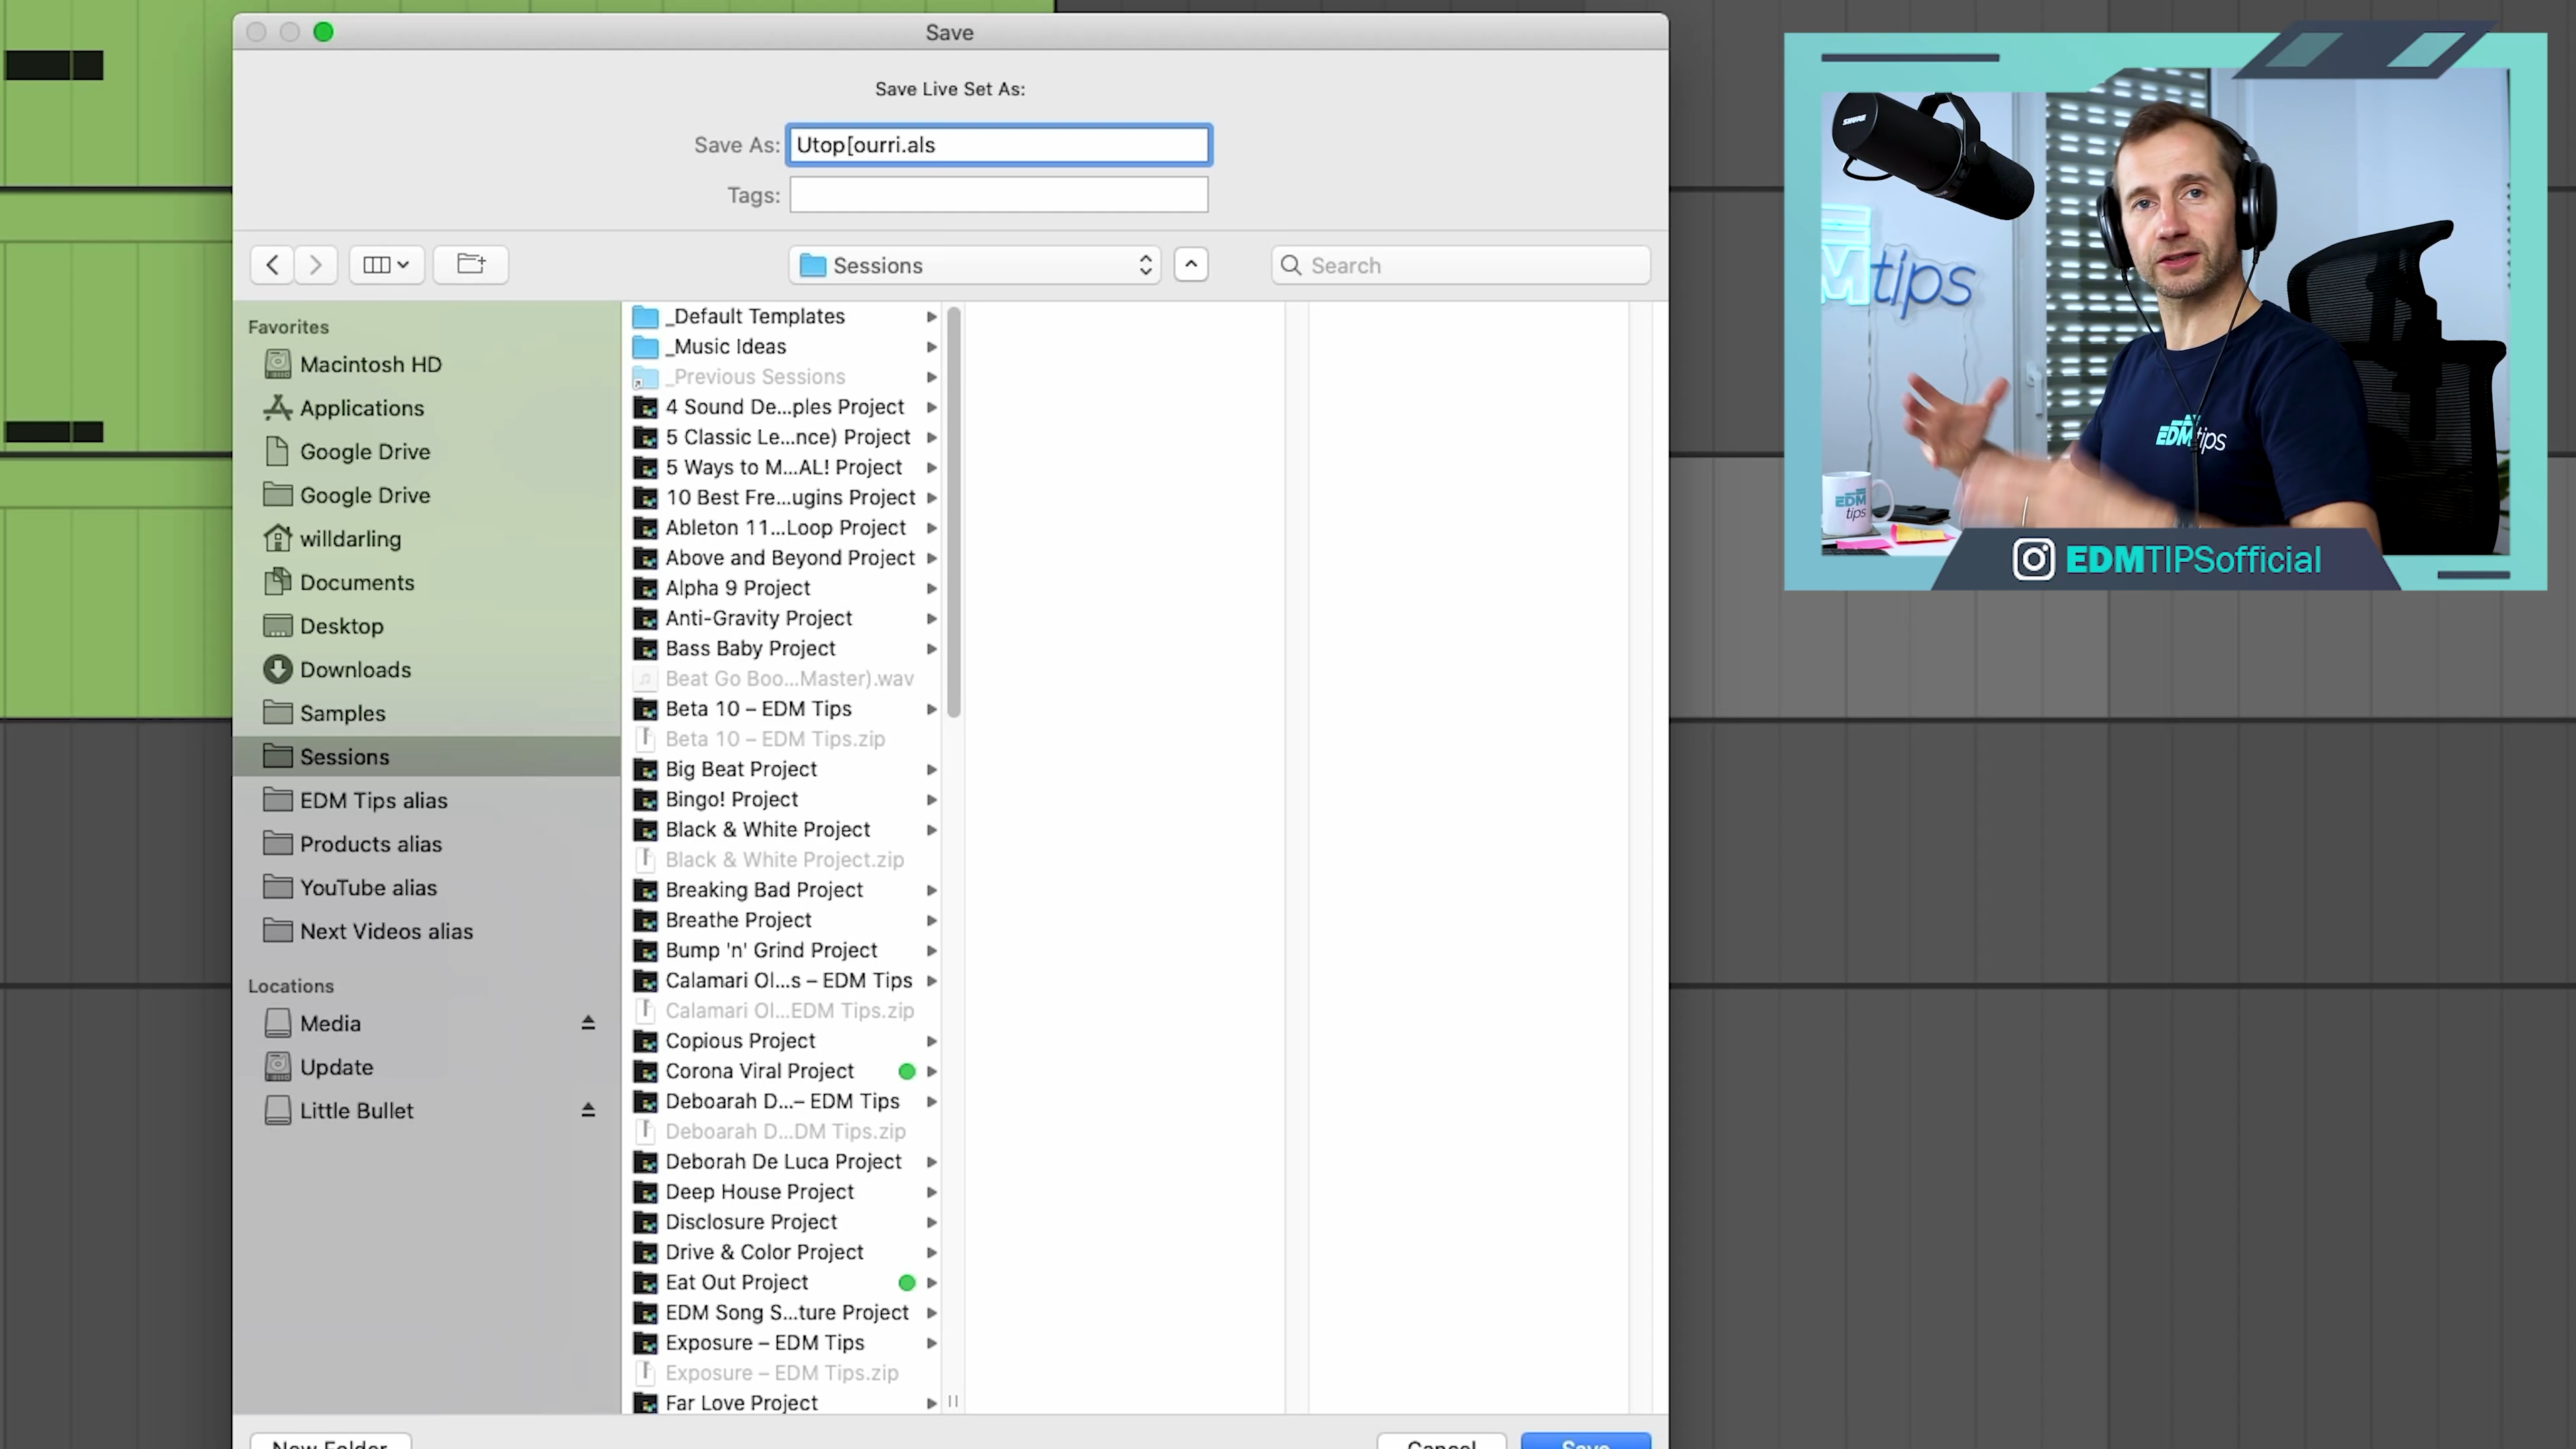 Save
Save Live Set As:
Save As: Utop[ourri.als
Tags:
Sessions
Search
Favorites
Macintosh HD
Applications
Google Drive
Google Drive
willdarling
Documents
Desktop
Downloads
Samples
Sessions
EDM Tips alias
Products alias
YouTube alias
Next Videos alias
Locations
Media
Update
Little Bullet
_Default Templates
_Music Ideas
_Previous Sessions
4 Sound De...ples Project
5 Classic Le...nce) Project
5 Ways to M...AL! Project
10 Best Fre...ugins Project
Ableton 11...Loop Project
Above and Beyond Project
Alpha 9 Project
Anti-Gravity Project
Bass Baby Project
Beat Go Boo...Master).wav
Beta 10 – EDM Tips
Beta 10 – EDM Tips.zip
Big Beat Project
Bingo! Project
Black & White Project
Black & White Project.zip
Breaking Bad Project
Breathe Project
Bump 'n' Grind Project
Calamari Ol...s – EDM Tips
Calamari Ol...EDM Tips.zip
Copious Project
Corona Viral Project
Deboarah D...– EDM Tips
Deboarah D...DM Tips.zip
Deborah De Luca Project
Deep House Project
Disclosure Project
Drive & Color Project
Eat Out Project
EDM Song S...ture Project
Exposure – EDM Tips
Exposure – EDM Tips.zip
Far Love Project
New Folder
Cancel
Save
SHURE
M tips
EDM tips
EDM
tips
EDMTIPSofficial